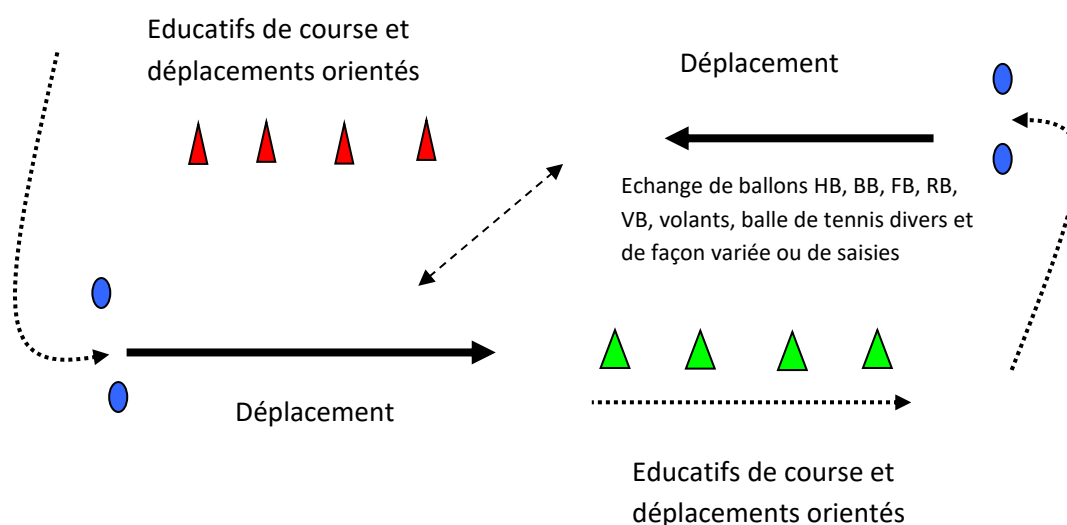 Educatifs de course et
déplacements orientés
Déplacement
Echange de ballons HB, BB, FB, RB,
VB, volants, balle de tennis divers et
de façon variée ou de saisies
Déplacement
Educatifs de course et
déplacements orientés